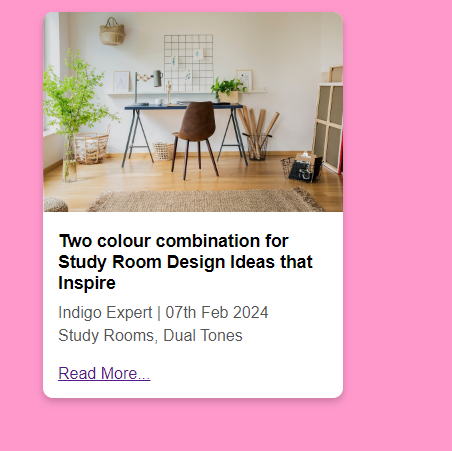 Two colour combination for
Study Room Design Ideas that
Inspire
Indigo Expert | 07th Feb 2024
Study Rooms, Dual Tones
Read More...